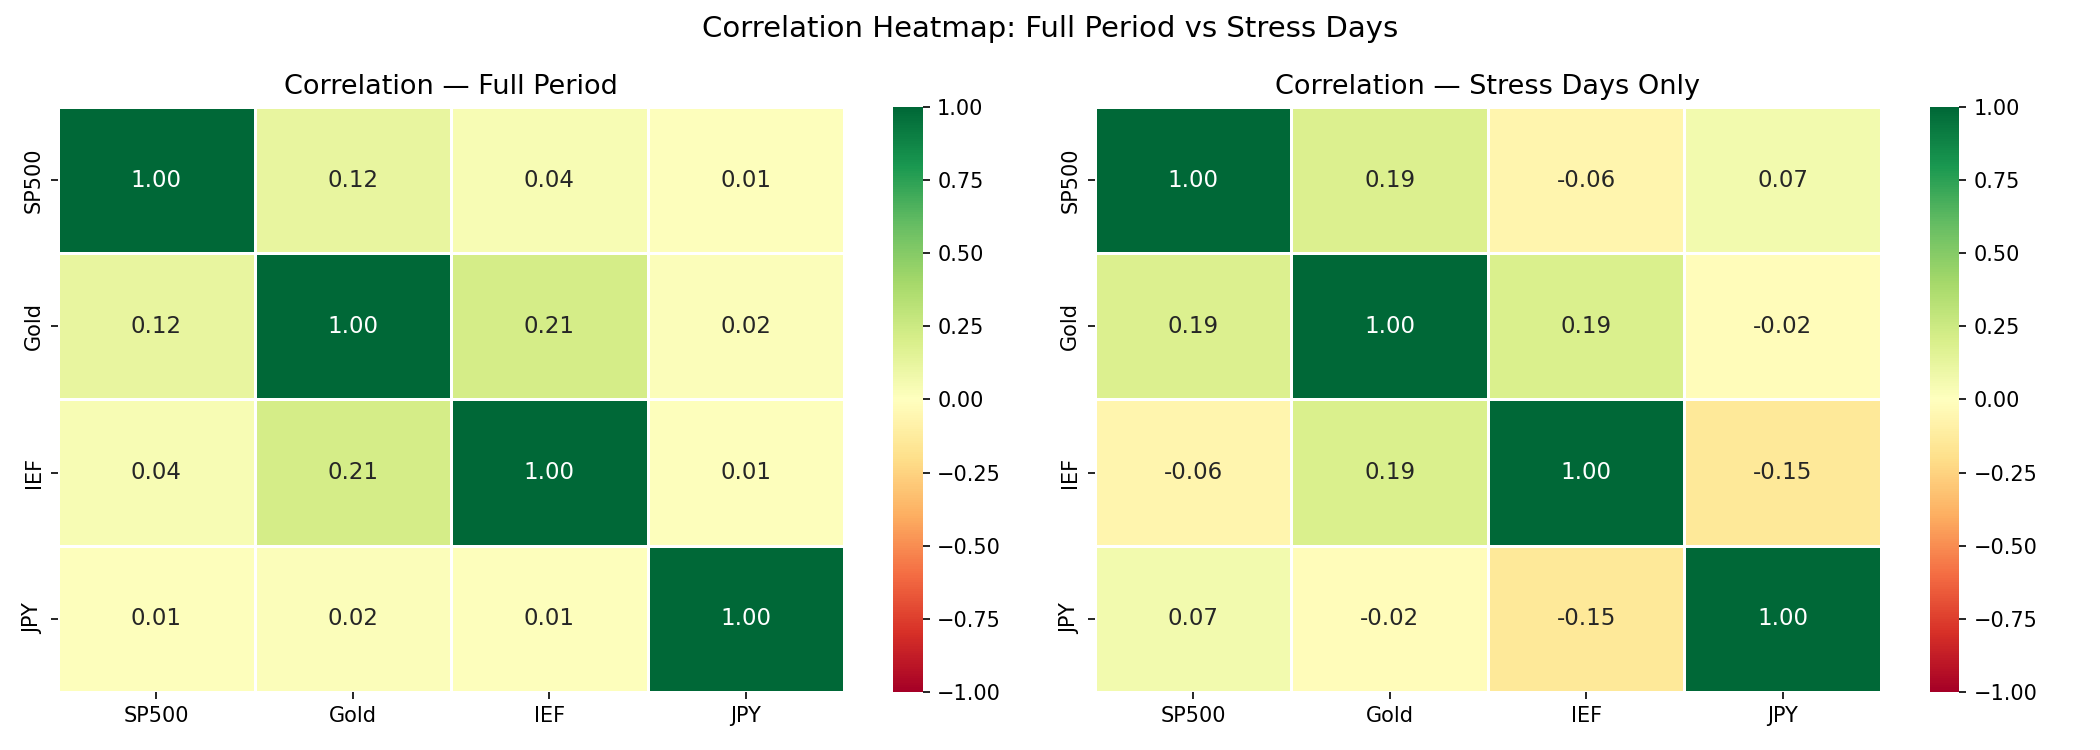 Correlation Heatmap: Full Period vs Stress Days
Correlation — Full Period
SP500 1.00 0.12 0.04 0.01
Gold 0.12 1.00 0.21 0.02
IEF 0.04 0.21 1.00 0.01
JPY 0.01 0.02 0.01 1.00
SP500 Gold IEF JPY
1.00
0.75
0.50
0.25
0.00
−0.25
−0.50
−0.75
−1.00
Correlation — Stress Days Only
SP500 1.00 0.19 -0.06 0.07
Gold 0.19 1.00 0.19 -0.02
IEF -0.06 0.19 1.00 -0.15
JPY 0.07 -0.02 -0.15 1.00
SP500 Gold IEF JPY
1.00
0.75
0.50
0.25
0.00
−0.25
−0.50
−0.75
−1.00